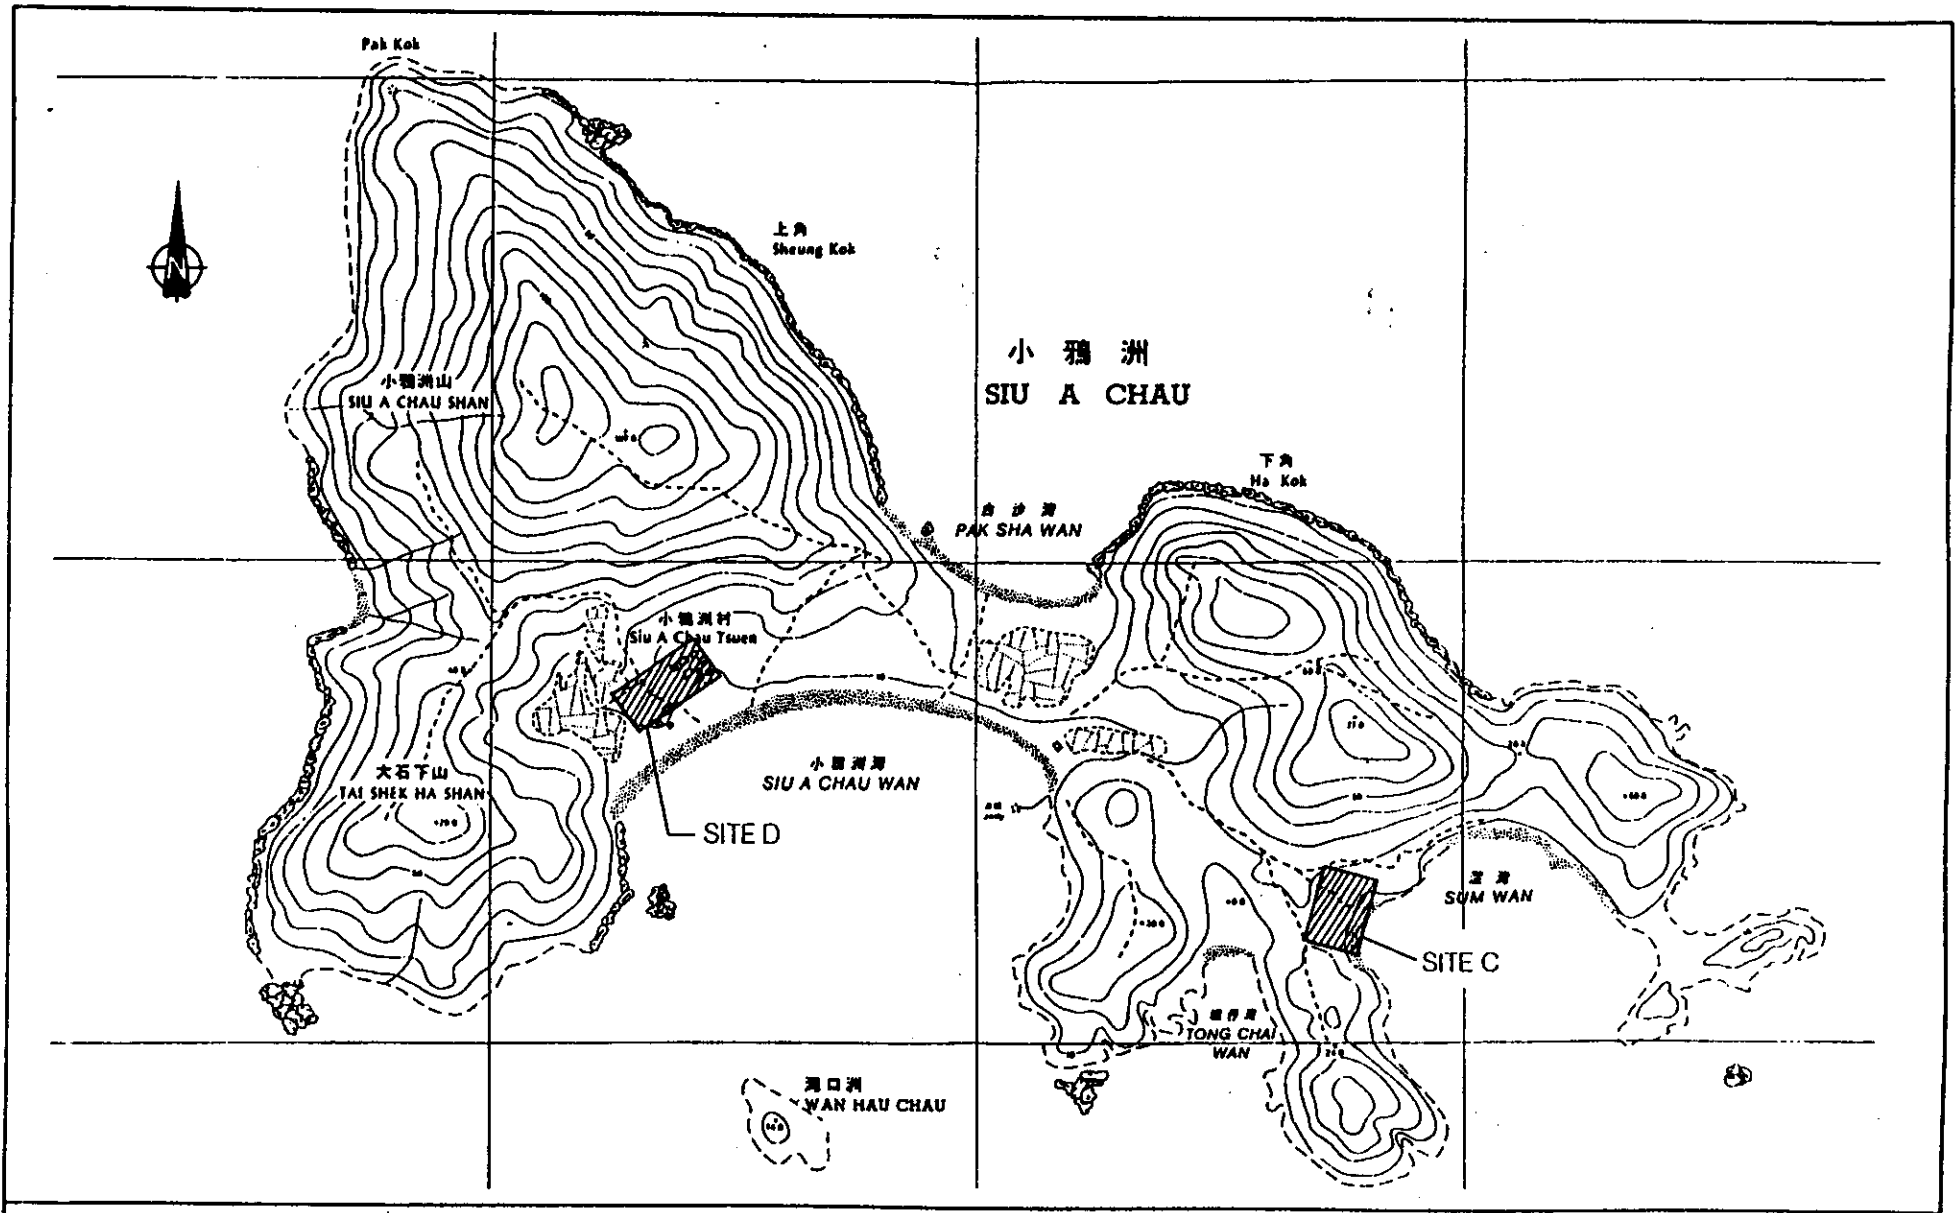 Pak Kok
上角
Sheung Kok
N
小鴉洲
SIU A CHAU
小鴉洲山
SIU A CHAU SHAN
下角
Ha Kok
白沙灣
PAK SHA WAN
小鴉洲村
Siu A Chau Tsuen
大石下山
TAI SHEK HA SHAN
小鴉洲灣
SIU A CHAU WAN
SITE D
SUM WAN
SITE C
TONG CHAI
WAN
灣口洲
WAN HAU CHAU